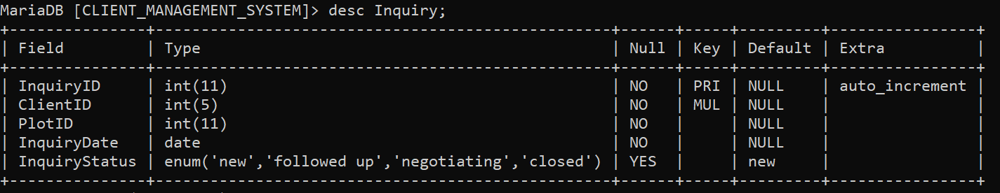 MariaDB [CLIENT_MANAGEMENT_SYSTEM]> desc Inquiry;
+---------------+-------------------------------------------------+------+-----+---------+----------------+
| Field         | Type                                            | Null | Key | Default | Extra          |
+---------------+-------------------------------------------------+------+-----+---------+----------------+
| InquiryID     | int(11)                                         | NO   | PRI | NULL    | auto_increment |
| ClientID      | int(5)                                          | NO   | MUL | NULL    |                |
| PlotID        | int(11)                                         | NO   |     | NULL    |                |
| InquiryDate   | date                                            | NO   |     | NULL    |                |
| InquiryStatus | enum('new','followed up','negotiating','closed') | YES  |     | new     |                |
+---------------+-------------------------------------------------+------+-----+---------+----------------+